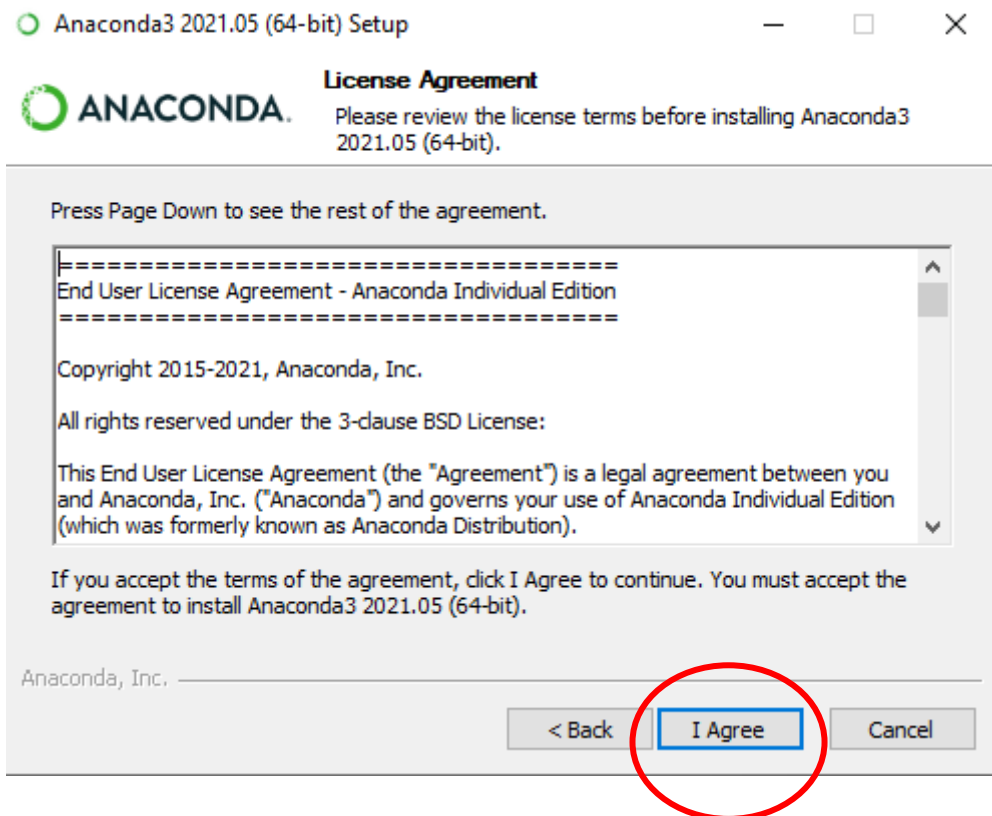 Anaconda3 2021.05 (64-bit) Setup
ANACONDA.
License Agreement
Please review the license terms before installing Anaconda3
2021.05 (64-bit).
Press Page Down to see the rest of the agreement.
===================================
End User License Agreement - Anaconda Individual Edition
===================================
Copyright 2015-2021, Anaconda, Inc.
All rights reserved under the 3-clause BSD License:
This End User License Agreement (the "Agreement") is a legal agreement between you
and Anaconda, Inc. ("Anaconda") and governs your use of Anaconda Individual Edition
(which was formerly known as Anaconda Distribution).
If you accept the terms of the agreement, click I Agree to continue. You must accept the
agreement to install Anaconda3 2021.05 (64-bit).
Anaconda, Inc.
< Back
I Agree
Cancel